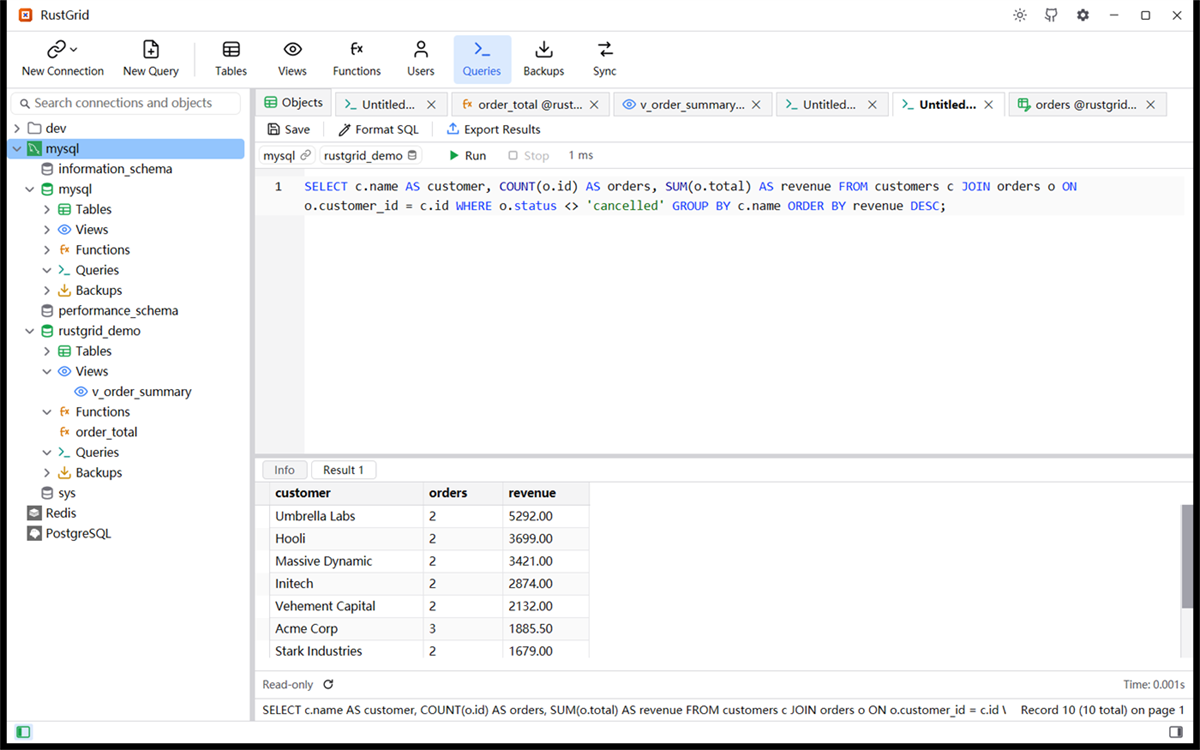 RustGrid
New Connection New Query Tables Views Functions Users Queries Backups Sync
Search connections and objects
dev
mysql
information_schema
mysql
Tables
Views
Functions
Queries
Backups
performance_schema
rustgrid_demo
Tables
Views
v_order_summary
Functions
order_total
Queries
Backups
sys
Redis
PostgreSQL
Objects Untitled... order_total @rust... v_order_summary... Untitled... Untitled... orders @rustgrid...
Save Format SQL Export Results
mysql rustgrid_demo Run Stop 1 ms
1 SELECT c.name AS customer, COUNT(o.id) AS orders, SUM(o.total) AS revenue FROM customers c JOIN orders o ON
o.customer_id = c.id WHERE o.status <> 'cancelled' GROUP BY c.name ORDER BY revenue DESC;
Info Result 1
customer orders revenue
Umbrella Labs 2 5292.00
Hooli 2 3699.00
Massive Dynamic 2 3421.00
Initech 2 2874.00
Vehement Capital 2 2132.00
Acme Corp 3 1885.50
Stark Industries 2 1679.00
Read-only Time: 0.001s
SELECT c.name AS customer, COUNT(o.id) AS orders, SUM(o.total) AS revenue FROM customers c JOIN orders o ON o.customer_id = c.id Record 10 (10 total) on page 1